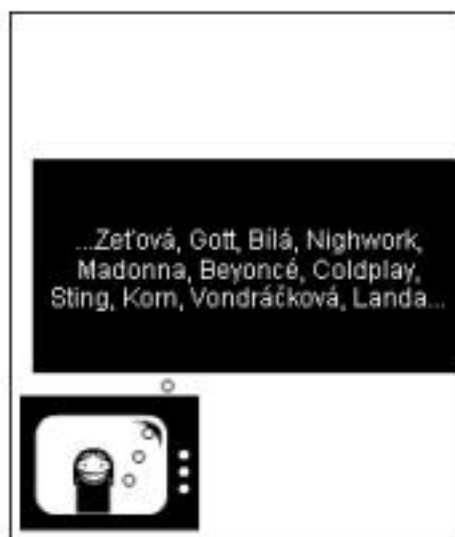 ...Zeťová, Gott, Bílá, Nighwork,
Madonna, Beyoncé, Coldplay,
Sting, Korn, Vondráčková, Landa...